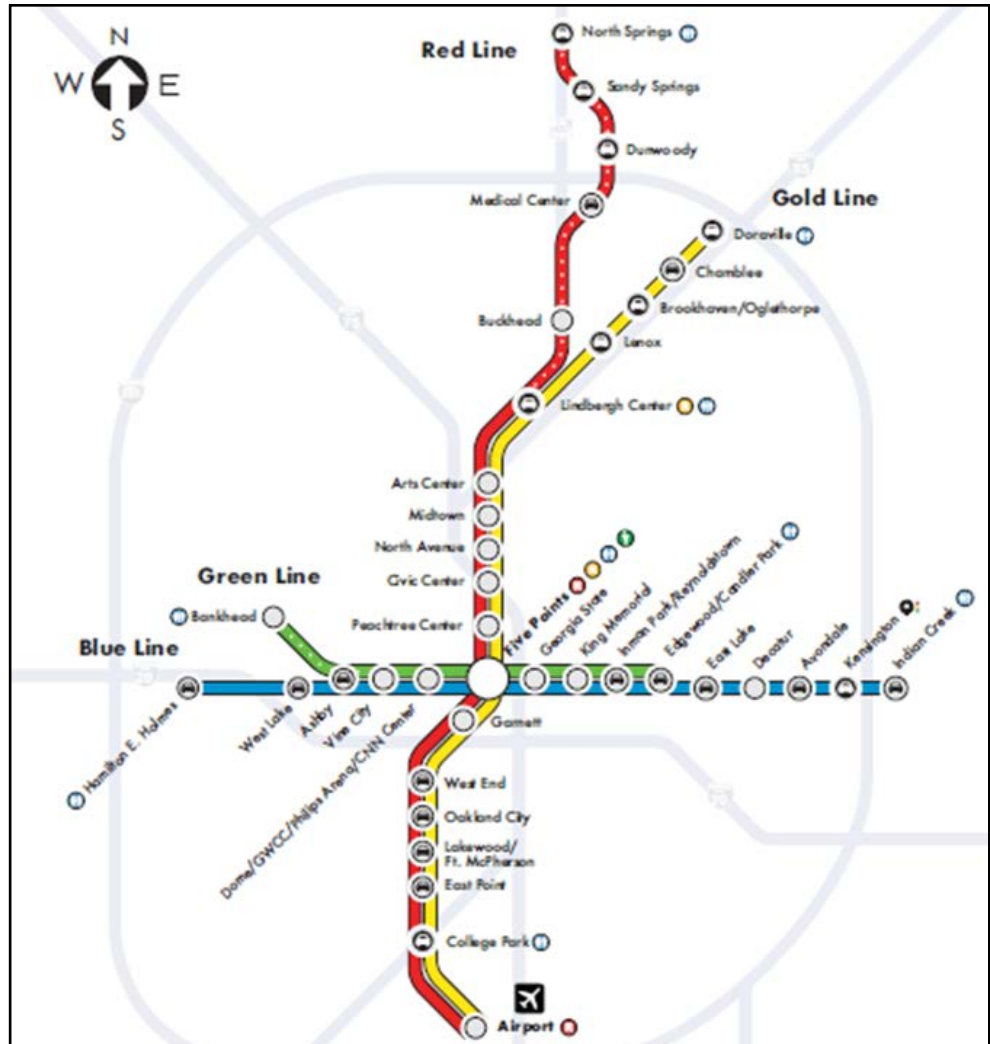 N
W E
S
Red Line
North Springs
Sandy Springs
Dunwoody
Medical Center
Gold Line
Doraville
Chamblee
Brookhaven/Oglethorpe
Buckhead
Lenox
Lindbergh Center
Arts Center
Midtown
North Avenue
Civic Center
Peachtree Center
Green Line
Bankhead
Blue Line
Hamilton E. Holmes
West Lake
Ashby
Vine City
Dome/GWCC/Philips Arena/CNN Center
Five Points
Georgia State
King Memorial
Inman Park/Reynoldstown
Edgewood/Candler Park
East Lake
Decatur
Avondale
Kensington
Indian Creek
Garnett
West End
Oakland City
Lakewood/
Ft. McPherson
East Point
College Park
Airport